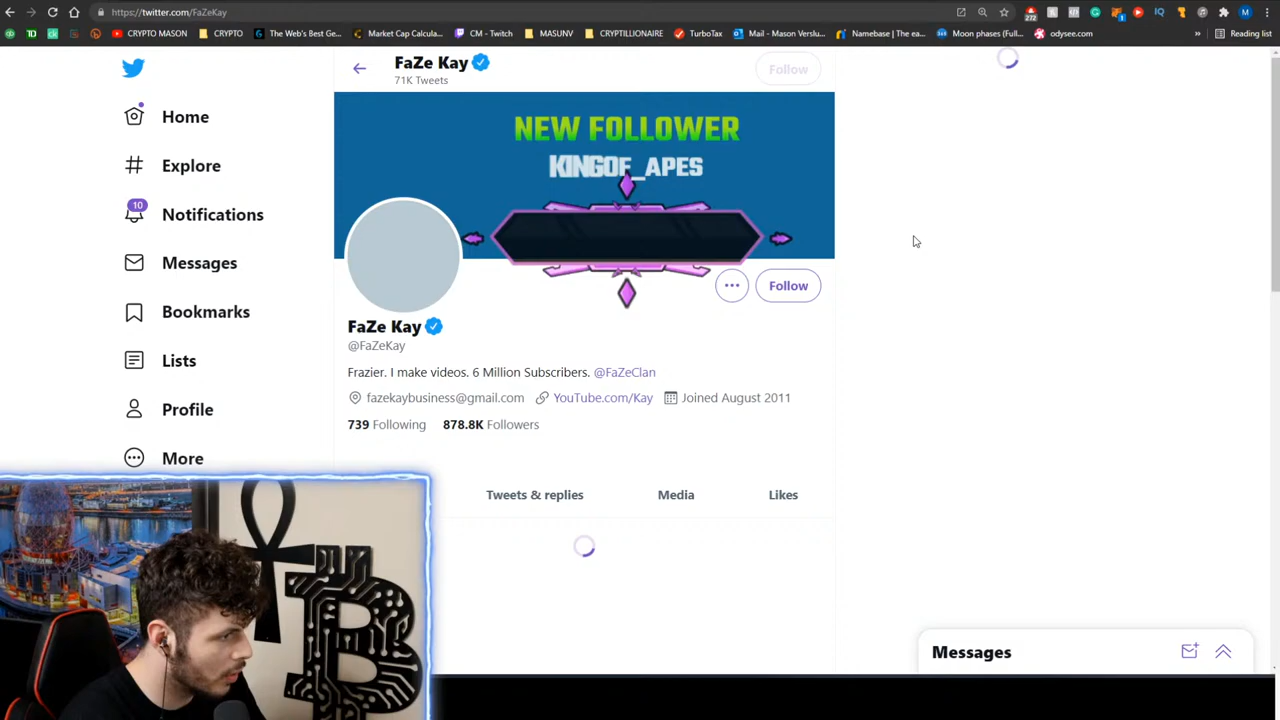 https://twitter.com/FaZeKay
272
1
M
CRYPTO MASON
CRYPTO
The Web's Best Ge...
Market Cap Calcula...
CM - Twitch
MASUNV
CRYPTILLIONAIRE
TurboTax
Mail - Mason Verslu...
Namebase | The ea...
Moon phases (Full...
odysee.com
»
Reading list
FaZe Kay
71K Tweets
Follow
Home
Explore
10
Notifications
Messages
Bookmarks
Lists
Profile
More
NEW FOLLOWER
KINGOF_APES
Follow
FaZe Kay
@FaZeKay
Frazier. I make videos. 6 Million Subscribers. @FaZeClan
fazekaybusiness@gmail.com YouTube.com/Kay Joined August 2011
739 Following 878.8K Followers
Tweets & replies
Media
Likes
Messages